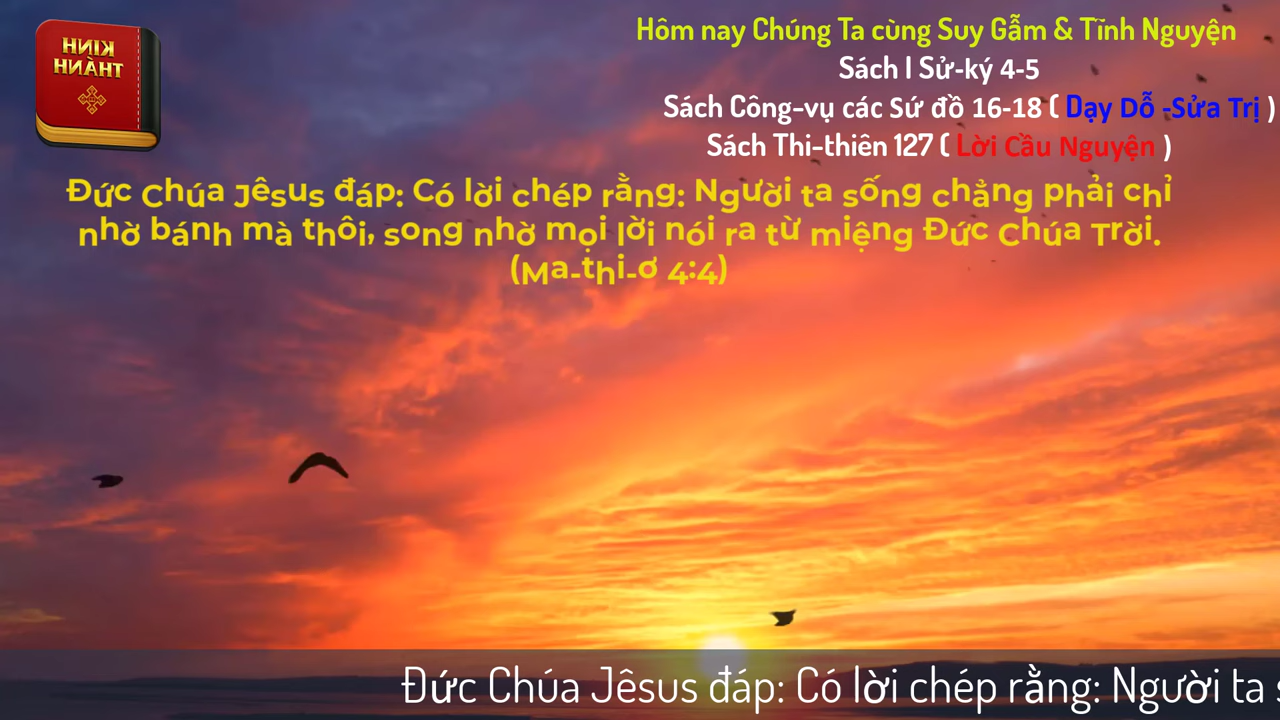 KINH
THÀNH
Hôm nay Chúng Ta cùng Suy Gẫm & Tĩnh Nguyện
Sách I Sử-ký 4-5
Sách Công-vụ các Sứ đồ 16-18 ( Dạy Dỗ -Sửa Trị )
Sách Thi-thiên 127 ( Lời Cầu Nguyện )
Đức Chúa Jêsus đáp: Có lời chép rằng: Người ta sống chẳng phải chỉ
nhờ bánh mà thôi, song nhờ mọi lời nói ra từ miệng Đức Chúa Trời.
(Ma-thi-ơ 4:4)
Đức Chúa Jêsus đáp: Có lời chép rằng: Người ta